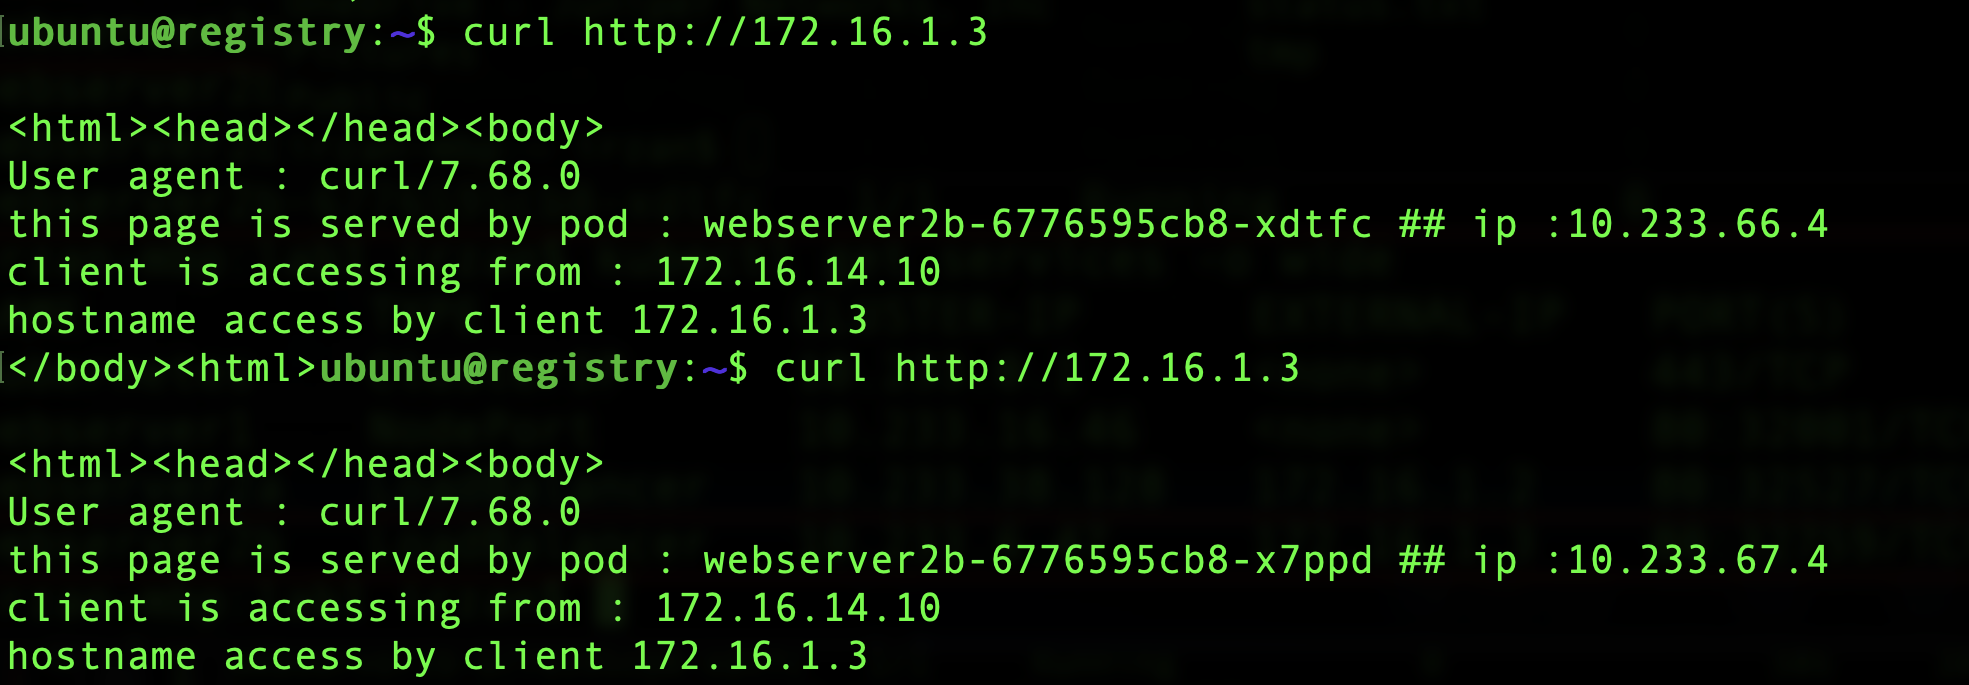 ubuntu@registry:~$ curl http://172.16.1.3
<html><head></head><body>
User agent : curl/7.68.0
this page is served by pod : webserver2b-6776595cb8-xdtfc ## ip :10.233.66.4
client is accessing from : 172.16.14.10
hostname access by client 172.16.1.3
</body><html>ubuntu@registry:~$ curl http://172.16.1.3
<html><head></head><body>
User agent : curl/7.68.0
this page is served by pod : webserver2b-6776595cb8-x7ppd ## ip :10.233.67.4
client is accessing from : 172.16.14.10
hostname access by client 172.16.1.3